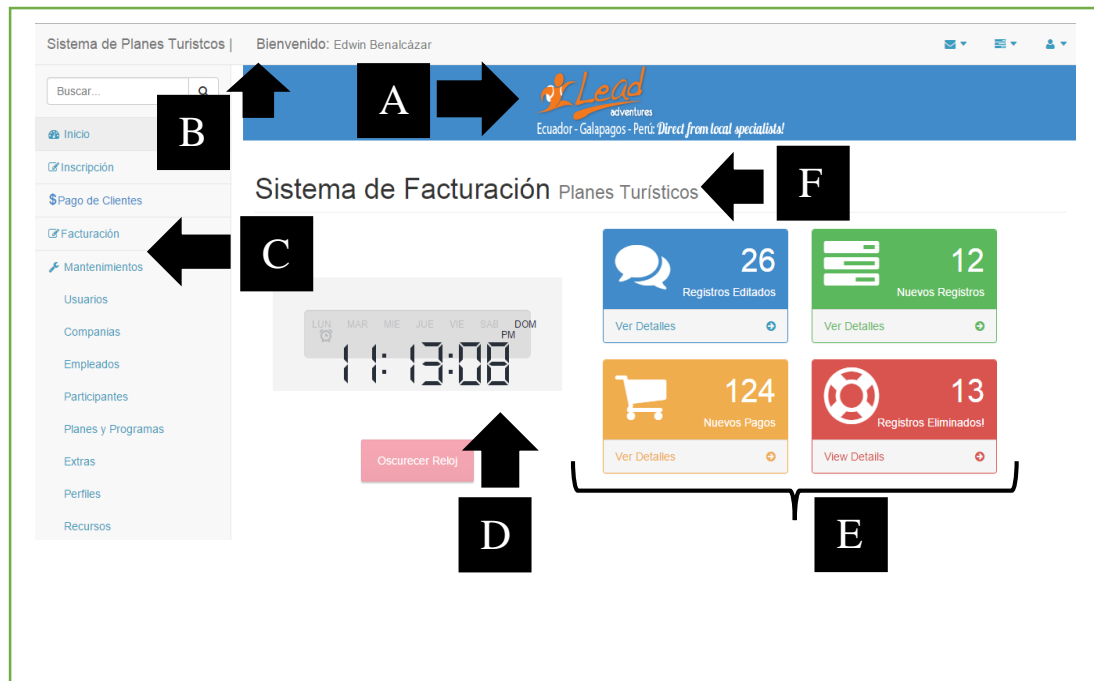 Sistema de Planes Turistcos | Bienvenido: Edwin Benalcázar
Buscar...
A
Lead
adventures
Ecuador - Galapagos - Perú: Direct from local specialists!
B
Inicio
Inscripción
$Pago de Clientes
Facturación
Mantenimientos
Usuarios
Companias
Empleados
Participantes
Planes y Programas
Extras
Perfiles
Recursos
C
Sistema de Facturación Planes Turísticos
F
LUN MAR MIE JUE VIE SAB DOM
PM
11:13:08
Oscurecer Reloj
D
26
Registros Editados
Ver Detalles
12
Nuevos Registros
Ver Detalles
124
Nuevos Pagos
Ver Detalles
13
Registros Eliminados!
View Details
E